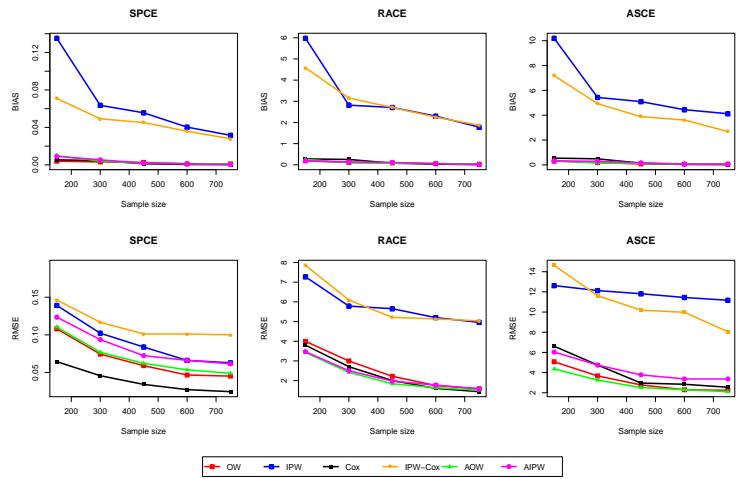 SPCE
RACE
ASCE
BIAS
0.00 0.04 0.08 0.12
200 300 400 500 600 700
Sample size
BIAS
0 1 2 3 4 5 6
200 300 400 500 600 700
Sample size
BIAS
0 2 4 6 8 10
200 300 400 500 600 700
Sample size
SPCE
RACE
ASCE
RMSE
0.05 0.10 0.15
200 300 400 500 600 700
Sample size
RMSE
2 3 4 5 6 7 8
200 300 400 500 600 700
Sample size
RMSE
2 4 6 8 10 12 14
200 300 400 500 600 700
Sample size
OW IPW Cox IPW-Cox AOW AIPW